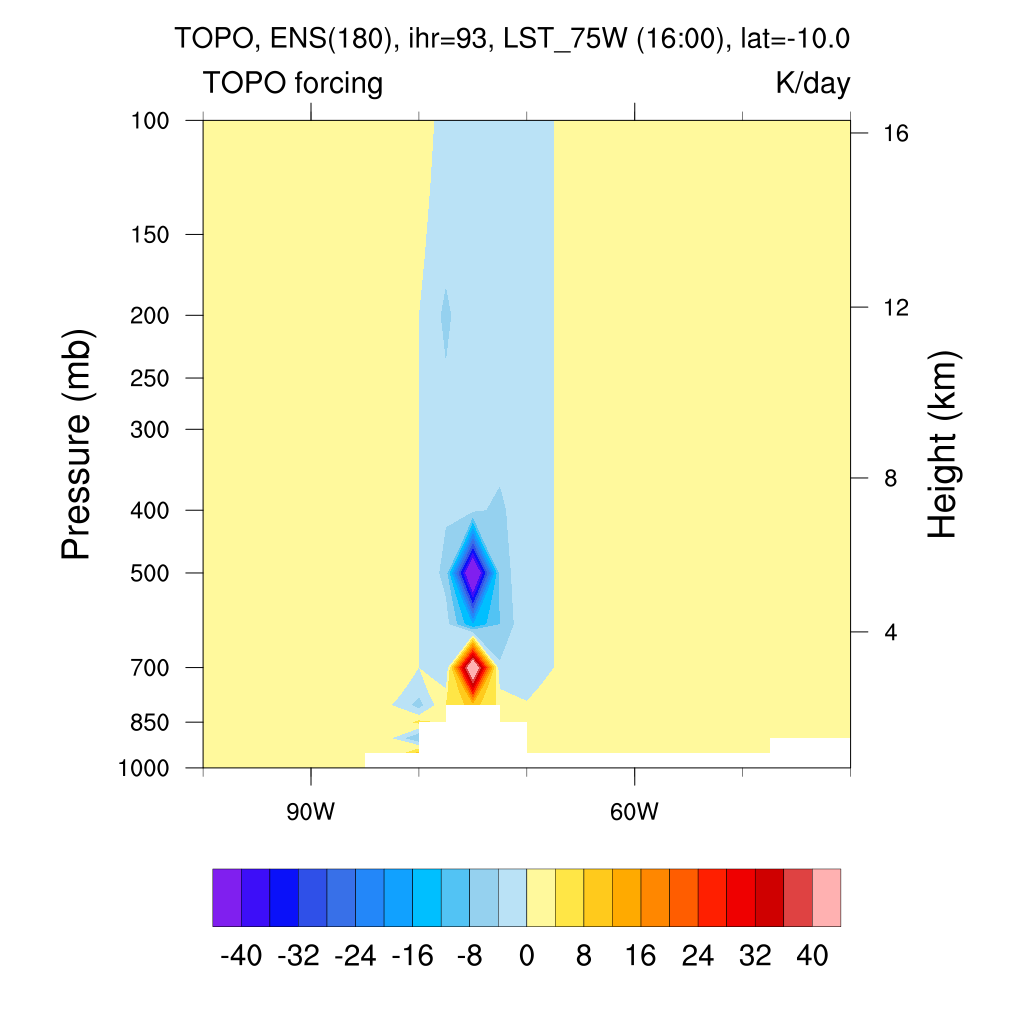 TOPO, ENS(180), ihr=93, LST_75W (16:00), lat=-10.0
TOPO forcing K/day
100
150
200
250
300
400
500
700
850
1000
Pressure (mb)
16
12
8
4
Height (km)
90W 60W
-40 -32 -24 -16 -8 0 8 16 24 32 40